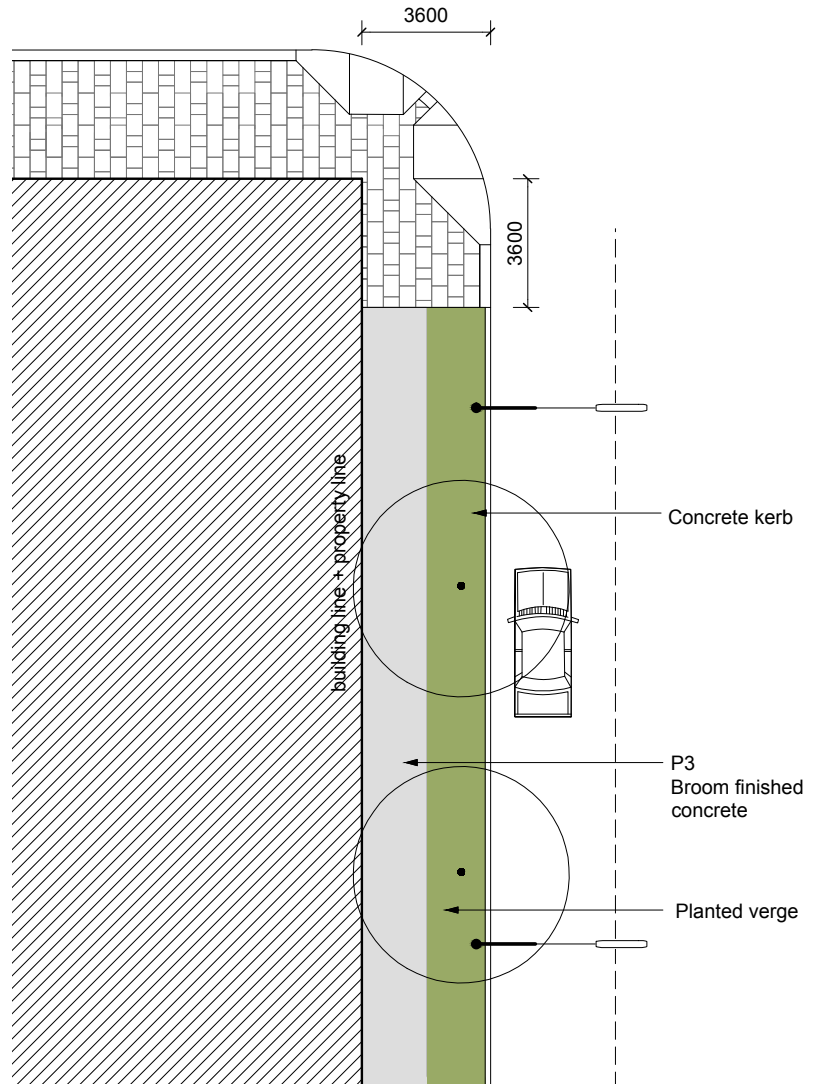 3600
3600
building line + property line
Concrete kerb
P3
Broom finished
concrete
Planted verge